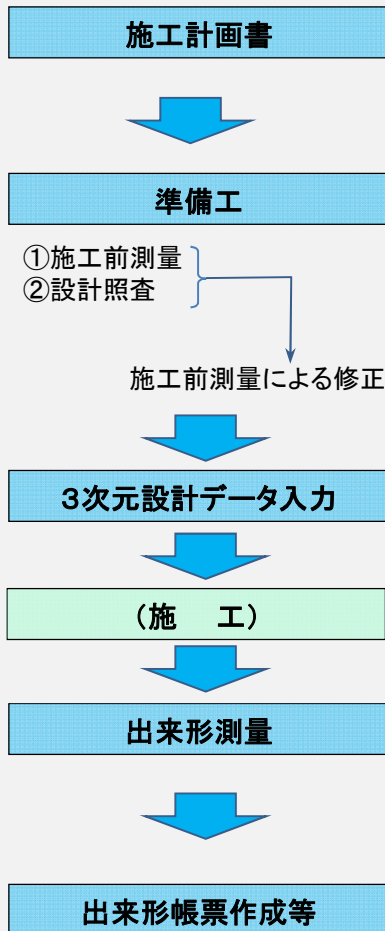 施工計画書
準備工
①施工前測量
②設計照査
施工前測量による修正
３次元設計データ入力
（施　工）
出来形測量
出来形帳票作成等